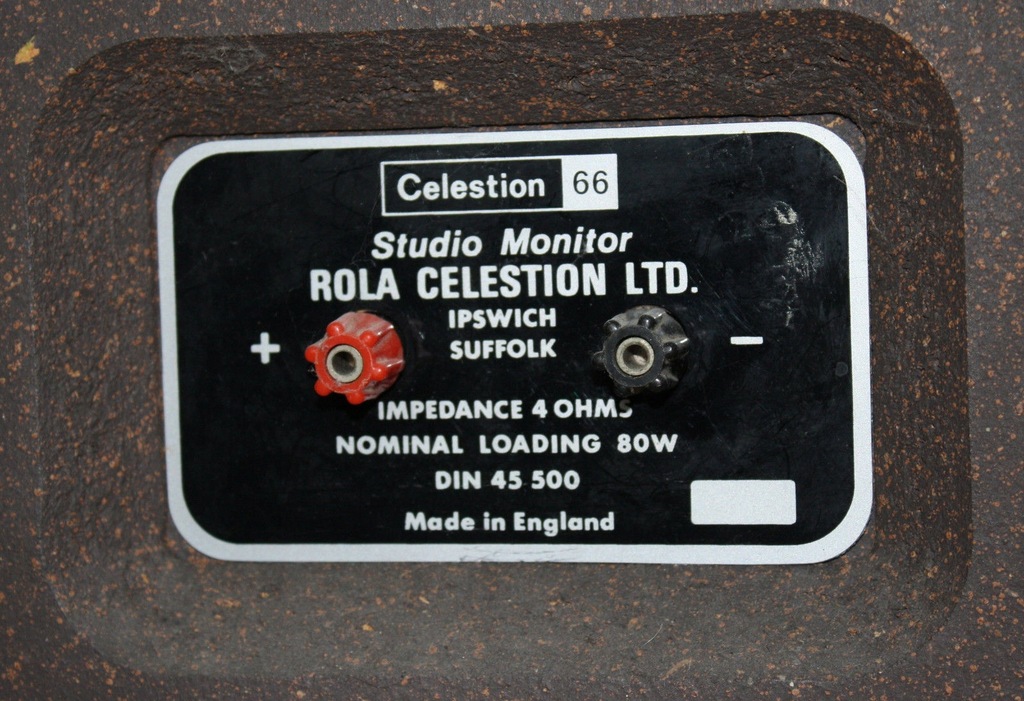 Celestion 66
Studio Monitor
ROLA CELESTION LTD.
IPSWICH
SUFFOLK
+ −
IMPEDANCE 4 OHMS
NOMINAL LOADING 80W
DIN 45 500
Made in England